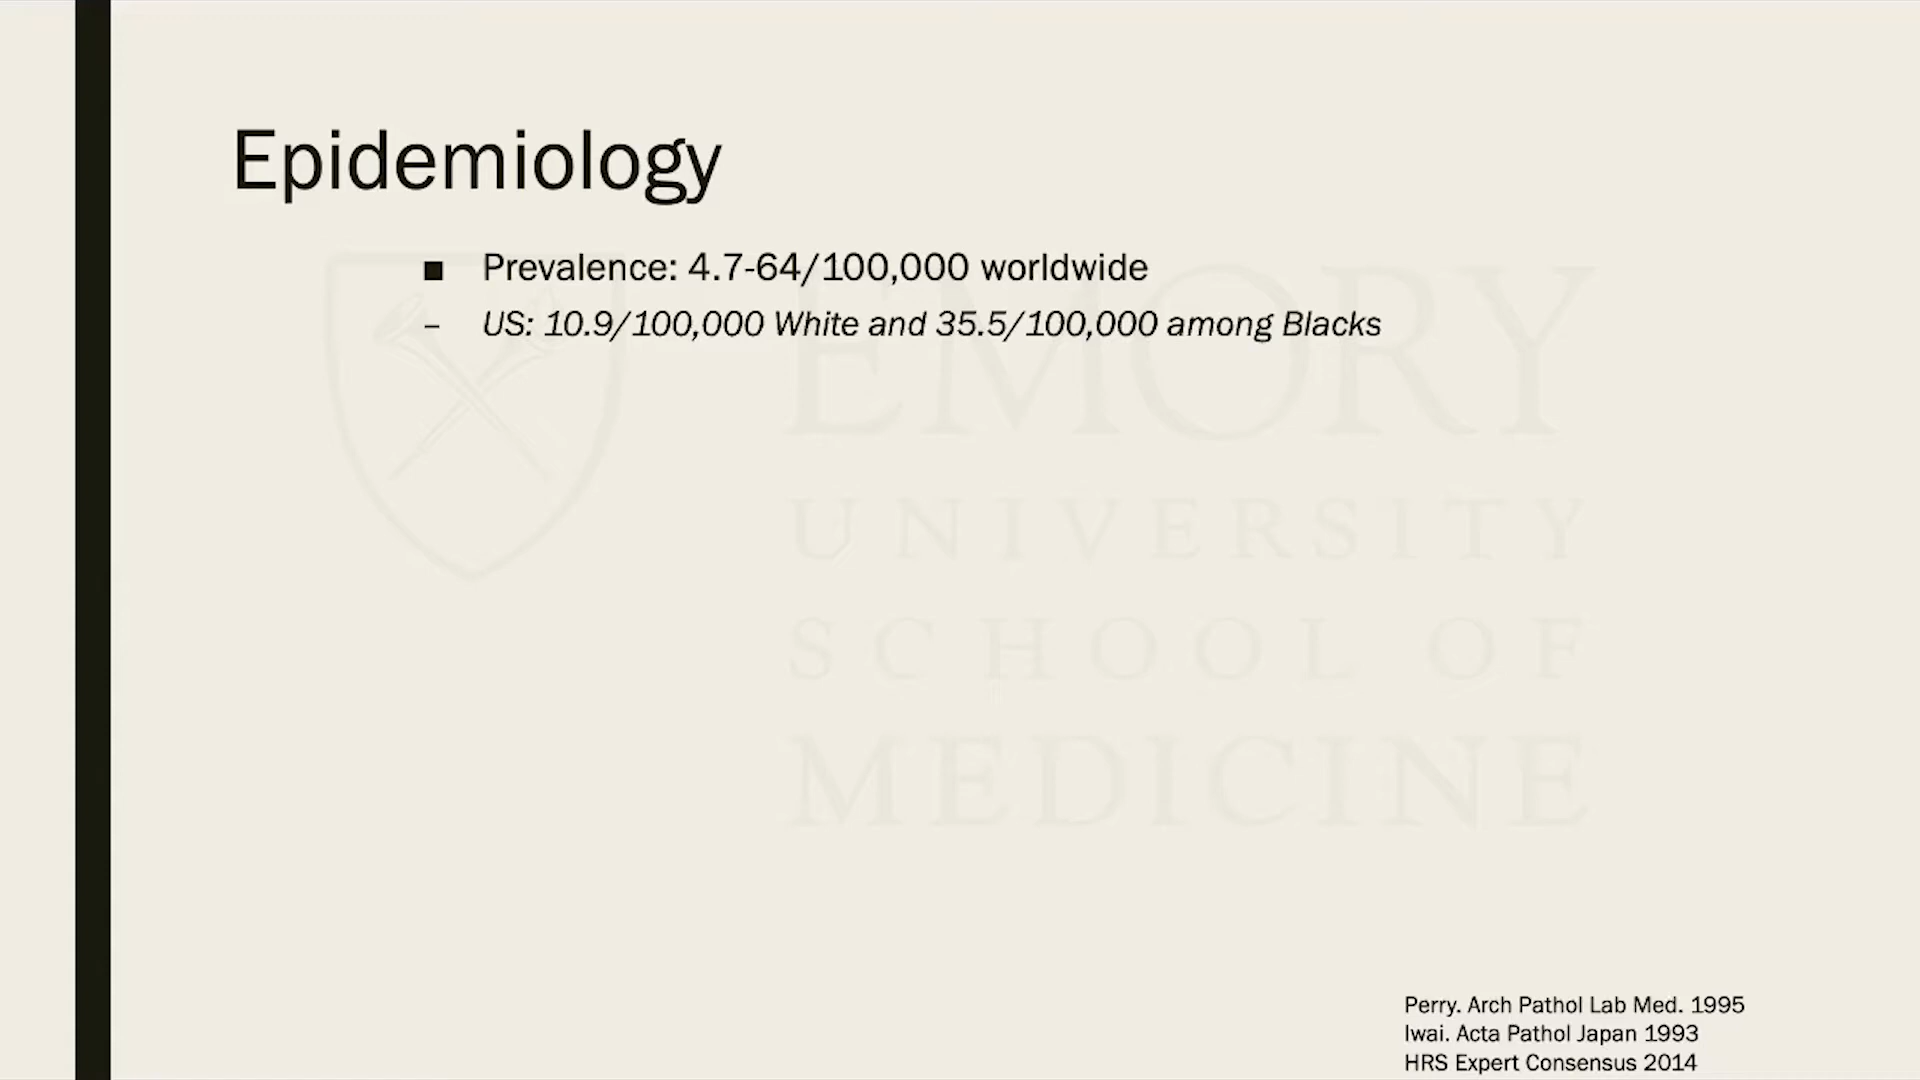 Epidemiology
■ Prevalence: 4.7-64/100,000 worldwide
– US: 10.9/100,000 White and 35.5/100,000 among Blacks
EMORY
UNIVERSITY
SCHOOL OF
MEDICINE
Perry. Arch Pathol Lab Med. 1995
Iwai. Acta Pathol Japan 1993
HRS Expert Consensus 2014